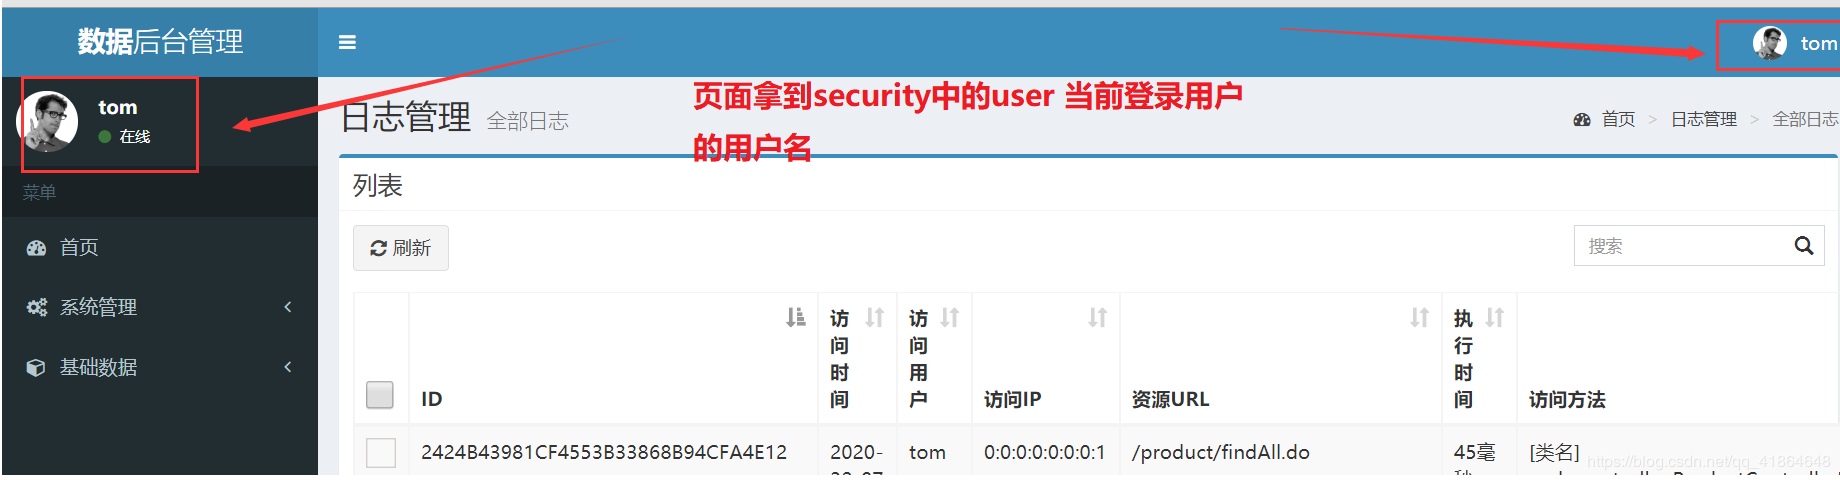 数据后台管理
tom
tom
在线
页面拿到security中的user 当前登录用户
的用户名
日志管理 全部日志
首页 > 日志管理 > 全部日志
菜单
列表
首页
刷新
搜索
系统管理
基础数据
ID
访问时间
访问用户
访问IP
资源URL
执行时间
访问方法
2424B43981CF4553B33868B94CFA4E12 2020- tom 0:0:0:0:0:0:0:1 /product/findAll.do 45毫 [类名]
https://blog.csdn.net/qq_41864648